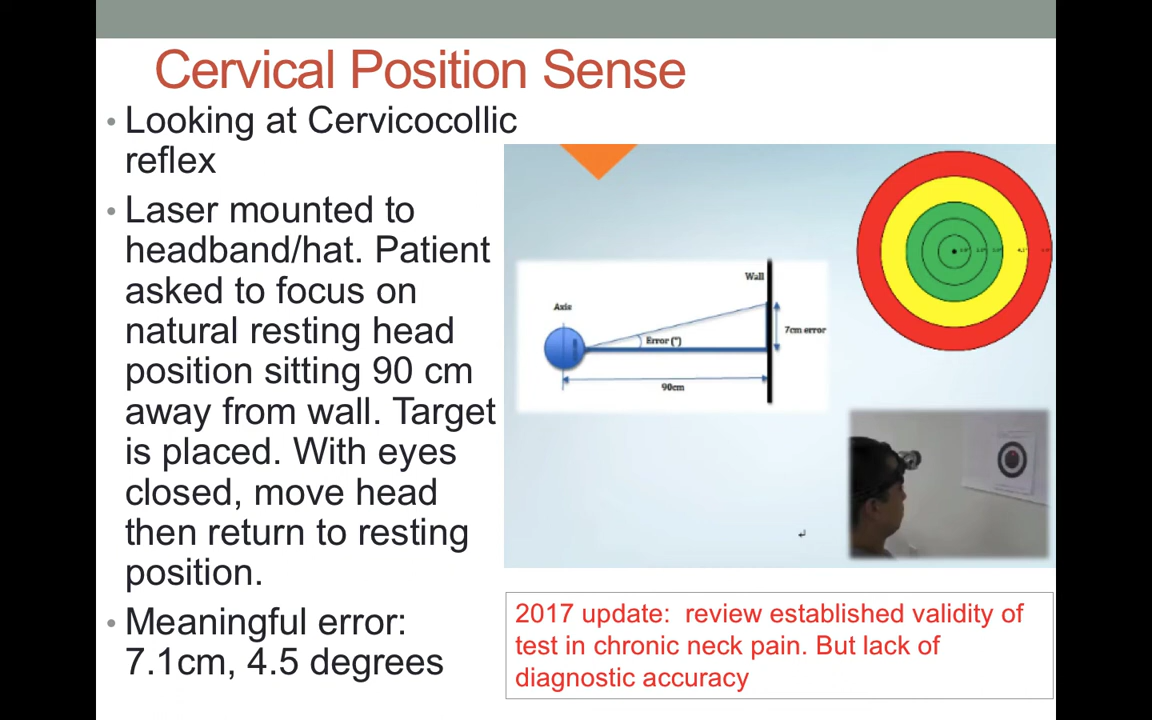 Cervical Position Sense
• Looking at Cervicocollic
reflex
• Laser mounted to
headband/hat. Patient
asked to focus on
natural resting head
position sitting 90 cm
away from wall. Target
is placed. With eyes
closed, move head
then return to resting
position.
• Meaningful error:
7.1cm, 4.5 degrees
Wall
Axis
7cm error
Error (°)
90cm
2017 update:  review established validity of
test in chronic neck pain. But lack of
diagnostic accuracy